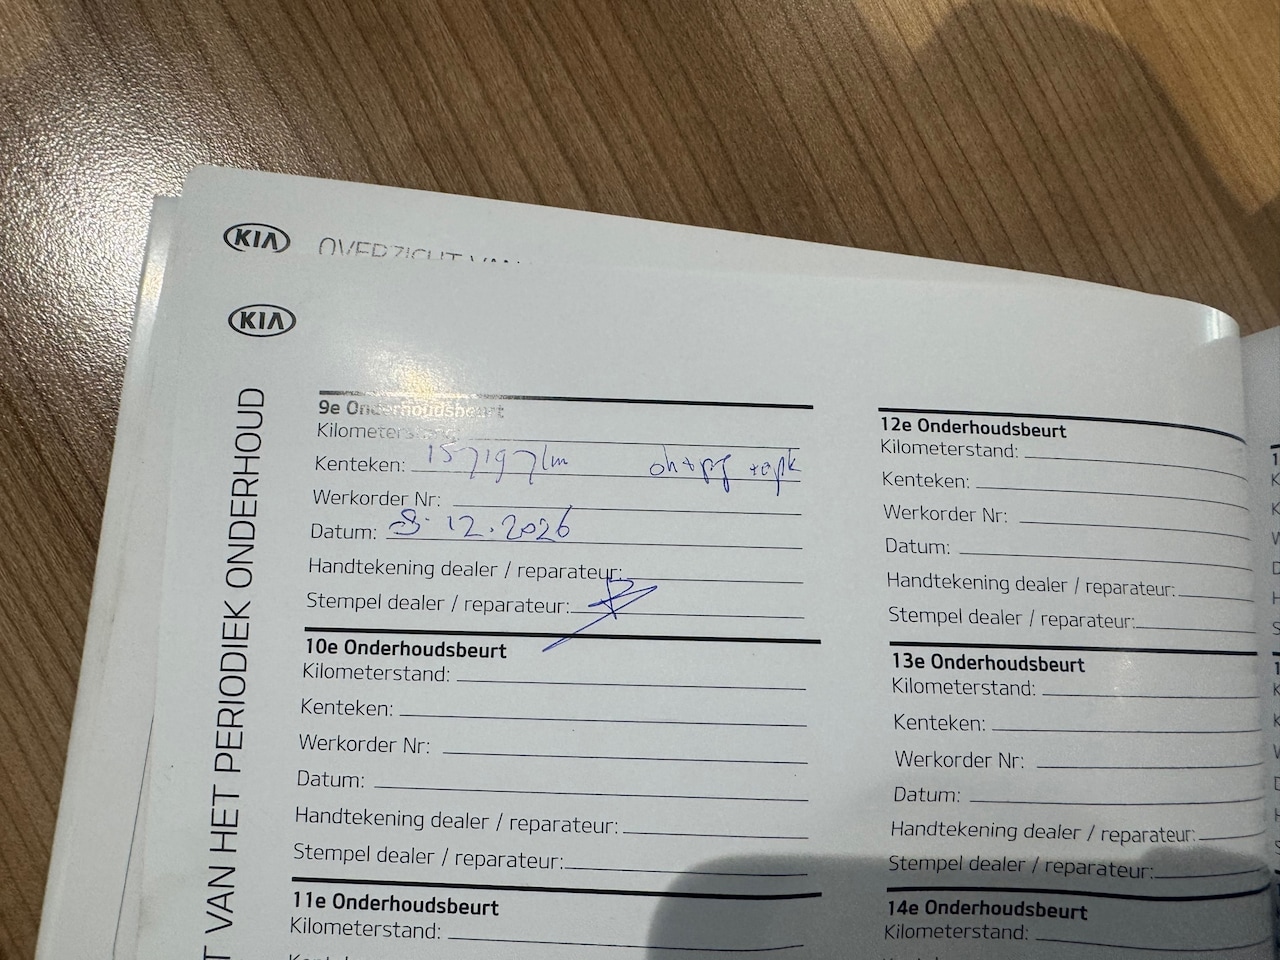 KIA OVERZICHT VAN
KIA
T VAN HET PERIODIEK ONDERHOUD
9e Onderhoudsbeurt
Kilometerstand:
Kenteken: 157197 km oh+pf +apk
Werkorder Nr:
Datum: 8.12.2026
Handtekening dealer / reparateur:
Stempel dealer / reparateur:
10e Onderhoudsbeurt
Kilometerstand:
Kenteken:
Werkorder Nr:
Datum:
Handtekening dealer / reparateur:
Stempel dealer / reparateur:
11e Onderhoudsbeurt
Kilometerstand:
12e Onderhoudsbeurt
Kilometerstand:
Kenteken:
Werkorder Nr:
Datum:
Handtekening dealer / reparateur:
Stempel dealer / reparateur:
13e Onderhoudsbeurt
Kilometerstand:
Kenteken:
Werkorder Nr:
Datum:
Handtekening dealer / reparateur:
Stempel dealer / reparateur:
14e Onderhoudsbeurt
Kilometerstand: